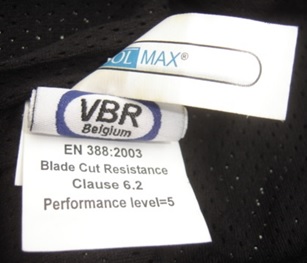 MAX®
VBR
Belgium
EN 388:2003
Blade Cut Resistance
Clause 6.2
Performance level=5